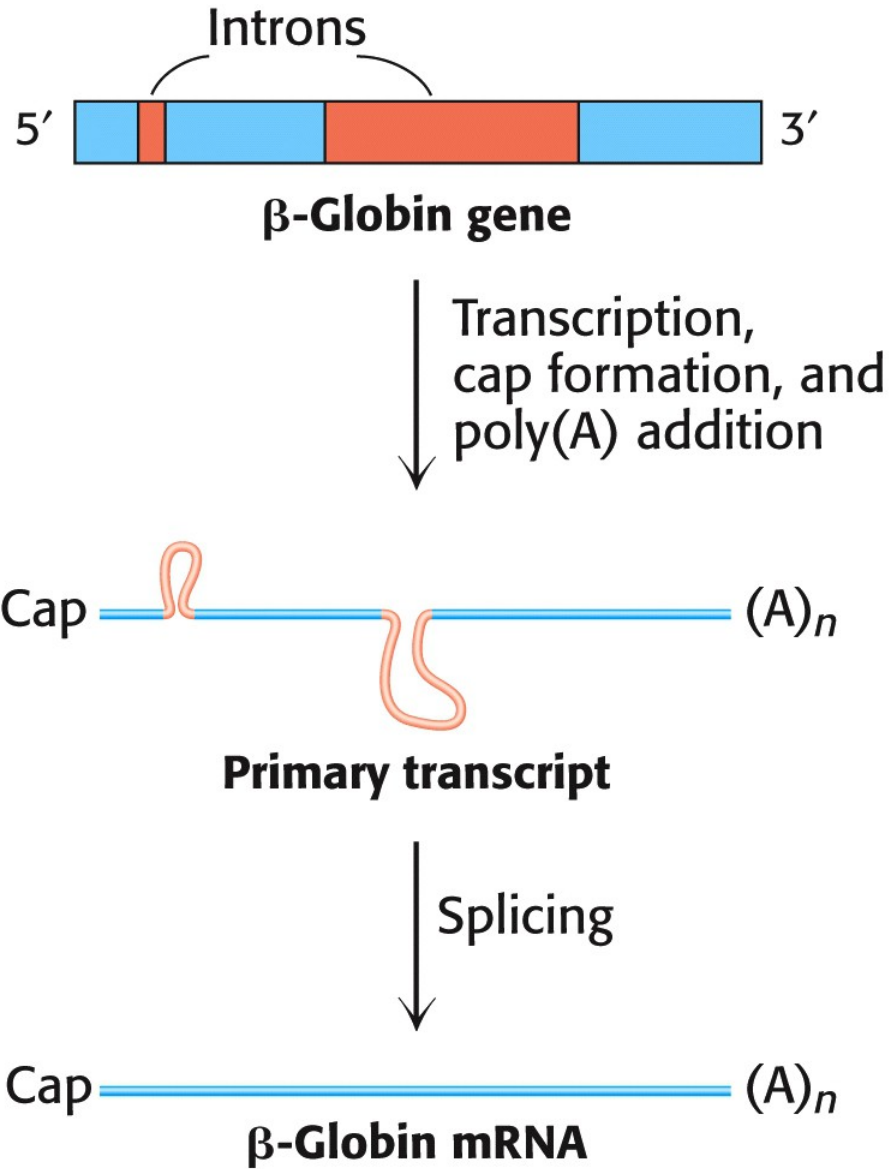 Introns
5′ 3′
β-Globin gene
Transcription,
cap formation, and
poly(A) addition
Cap (A)n
Primary transcript
Splicing
Cap (A)n
β-Globin mRNA